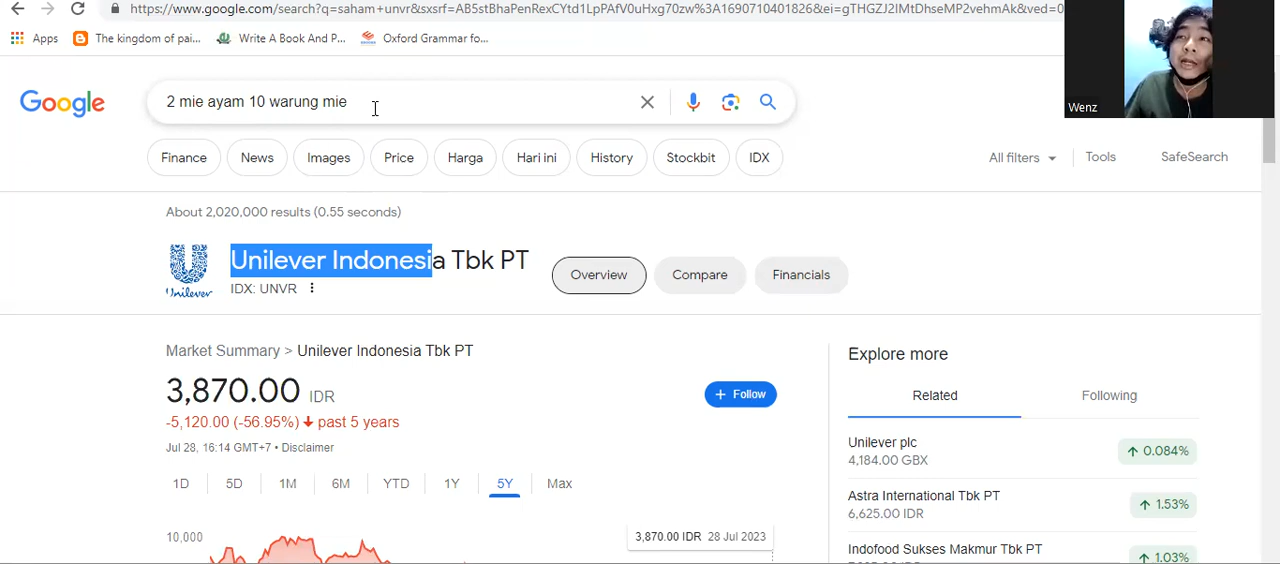 https://www.google.com/search?q=saham+unvr&sxsrf=AB5stBhaPenRexCYtd1LpPAfV0uHxg70zw%3A1690710401826&ei=gTHGZJ2IMtDhseMP2vehmAk&ved=0
Apps The kingdom of pai... Write A Book And P... Oxford Grammar fo...
Wenz
Google 2 mie ayam 10 warung mie
Finance News Images Price Harga Hari ini History Stockbit IDX All filters Tools SafeSearch
About 2,020,000 results (0.55 seconds)
Unilever Unilever Indonesia Tbk PT Overview Compare Financials
IDX: UNVR
Market Summary > Unilever Indonesia Tbk PT
3,870.00 IDR
+ Follow
-5,120.00 (-56.95%) past 5 years
Jul 28, 16:14 GMT+7 • Disclaimer
1D 5D 1M 6M YTD 1Y 5Y Max
10,000
3,870.00 IDR 28 Jul 2023
Explore more
Related Following
Unilever plc
4,184.00 GBX
0.084%
Astra International Tbk PT
6,625.00 IDR
1.53%
Indofood Sukses Makmur Tbk PT
1.03%